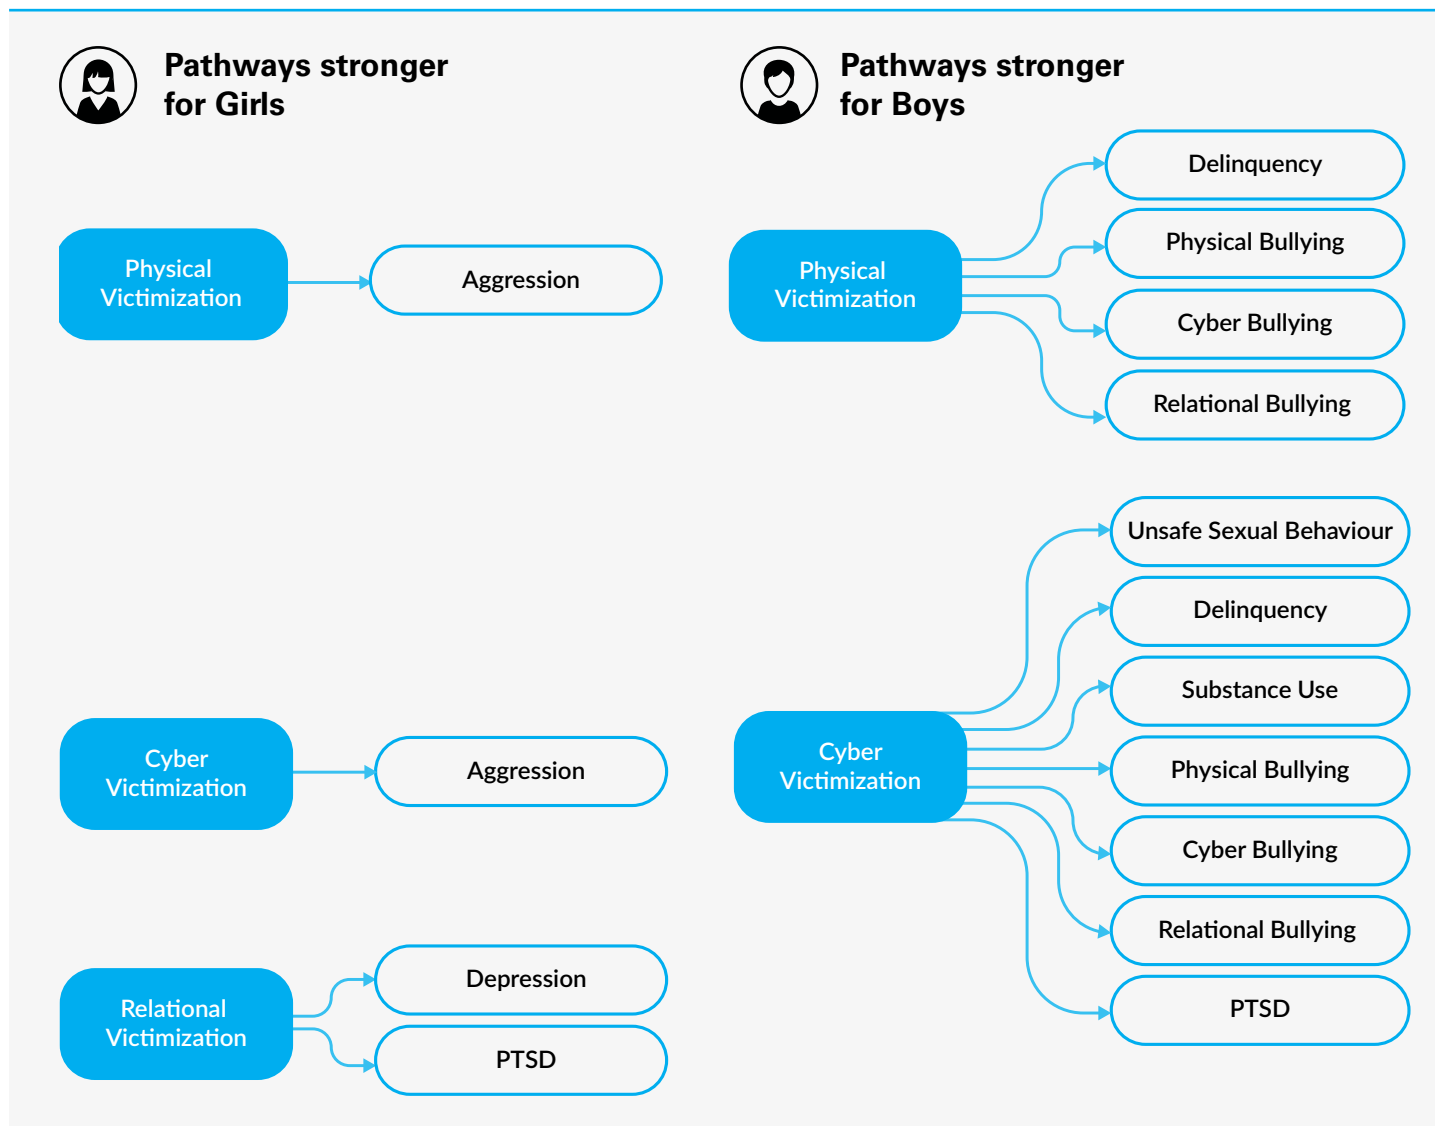 Pathways stronger
for Girls
Physical
Victimization
Aggression
Cyber
Victimization
Aggression
Relational
Victimization
Depression
PTSD
Pathways stronger
for Boys
Physical
Victimization
Delinquency
Physical Bullying
Cyber Bullying
Relational Bullying
Cyber
Victimization
Unsafe Sexual Behaviour
Delinquency
Substance Use
Physical Bullying
Cyber Bullying
Relational Bullying
PTSD